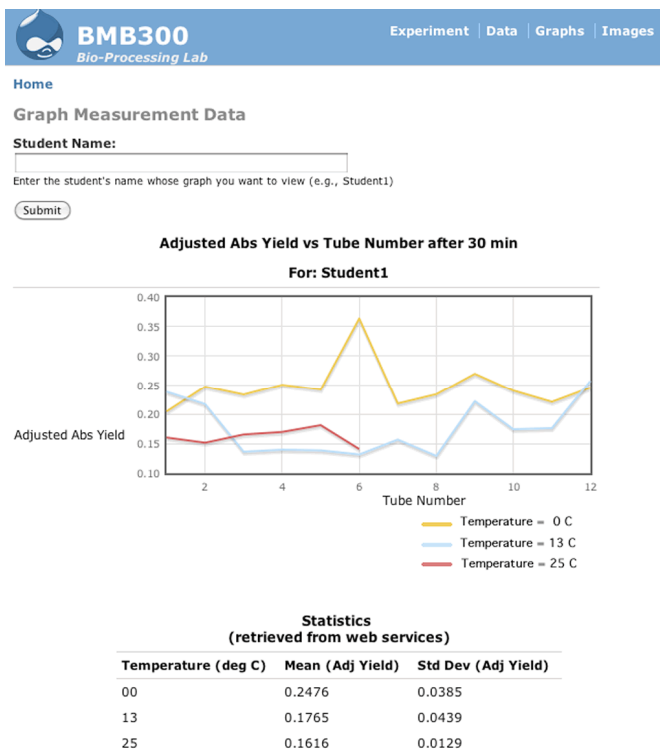 BMB300
Bio-Processing Lab
Experiment Data Graphs Images
Home
Graph Measurement Data
Student Name:
Enter the student's name whose graph you want to view (e.g., Student1)
Submit
Adjusted Abs Yield vs Tube Number after 30 min
For: Student1
0.40
0.35
0.30
0.25
0.20
0.15
0.10
Adjusted Abs Yield
2 4 6 8 10 12
Tube Number
Temperature = 0 C
Temperature = 13 C
Temperature = 25 C
Statistics
(retrieved from web services)
Temperature (deg C) Mean (Adj Yield) Std Dev (Adj Yield)
00 0.2476 0.0385
13 0.1765 0.0439
25 0.1616 0.0129